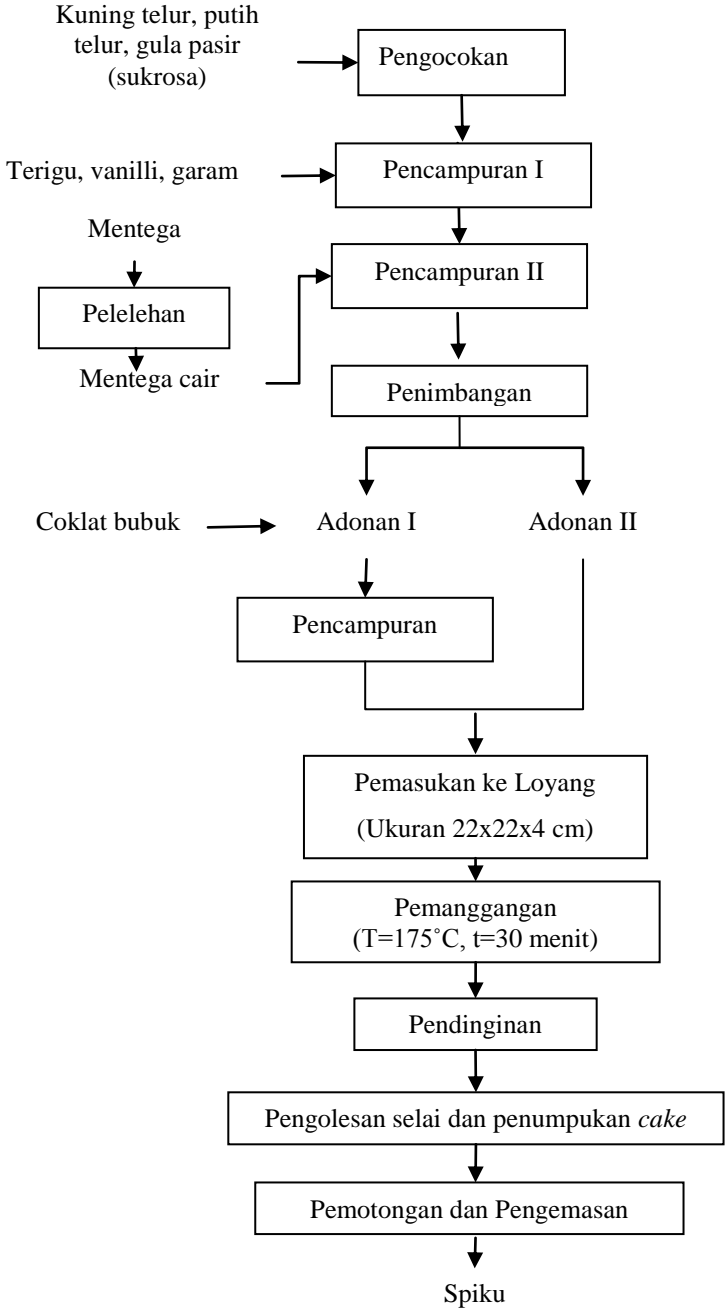 Kuning telur, putih
telur, gula pasir
(sukrosa)
Pengocokan
Terigu, vanilli, garam
Pencampuran I
Mentega
Pencampuran II
Pelelehan
Mentega cair
Penimbangan
Coklat bubuk
Adonan I
Adonan II
Pencampuran
Pemasukan ke Loyang
(Ukuran 22x22x4 cm)
Pemanggangan
(T=175˚C, t=30 menit)
Pendinginan
Pengolesan selai dan penumpukan cake
Pemotongan dan Pengemasan
Spiku